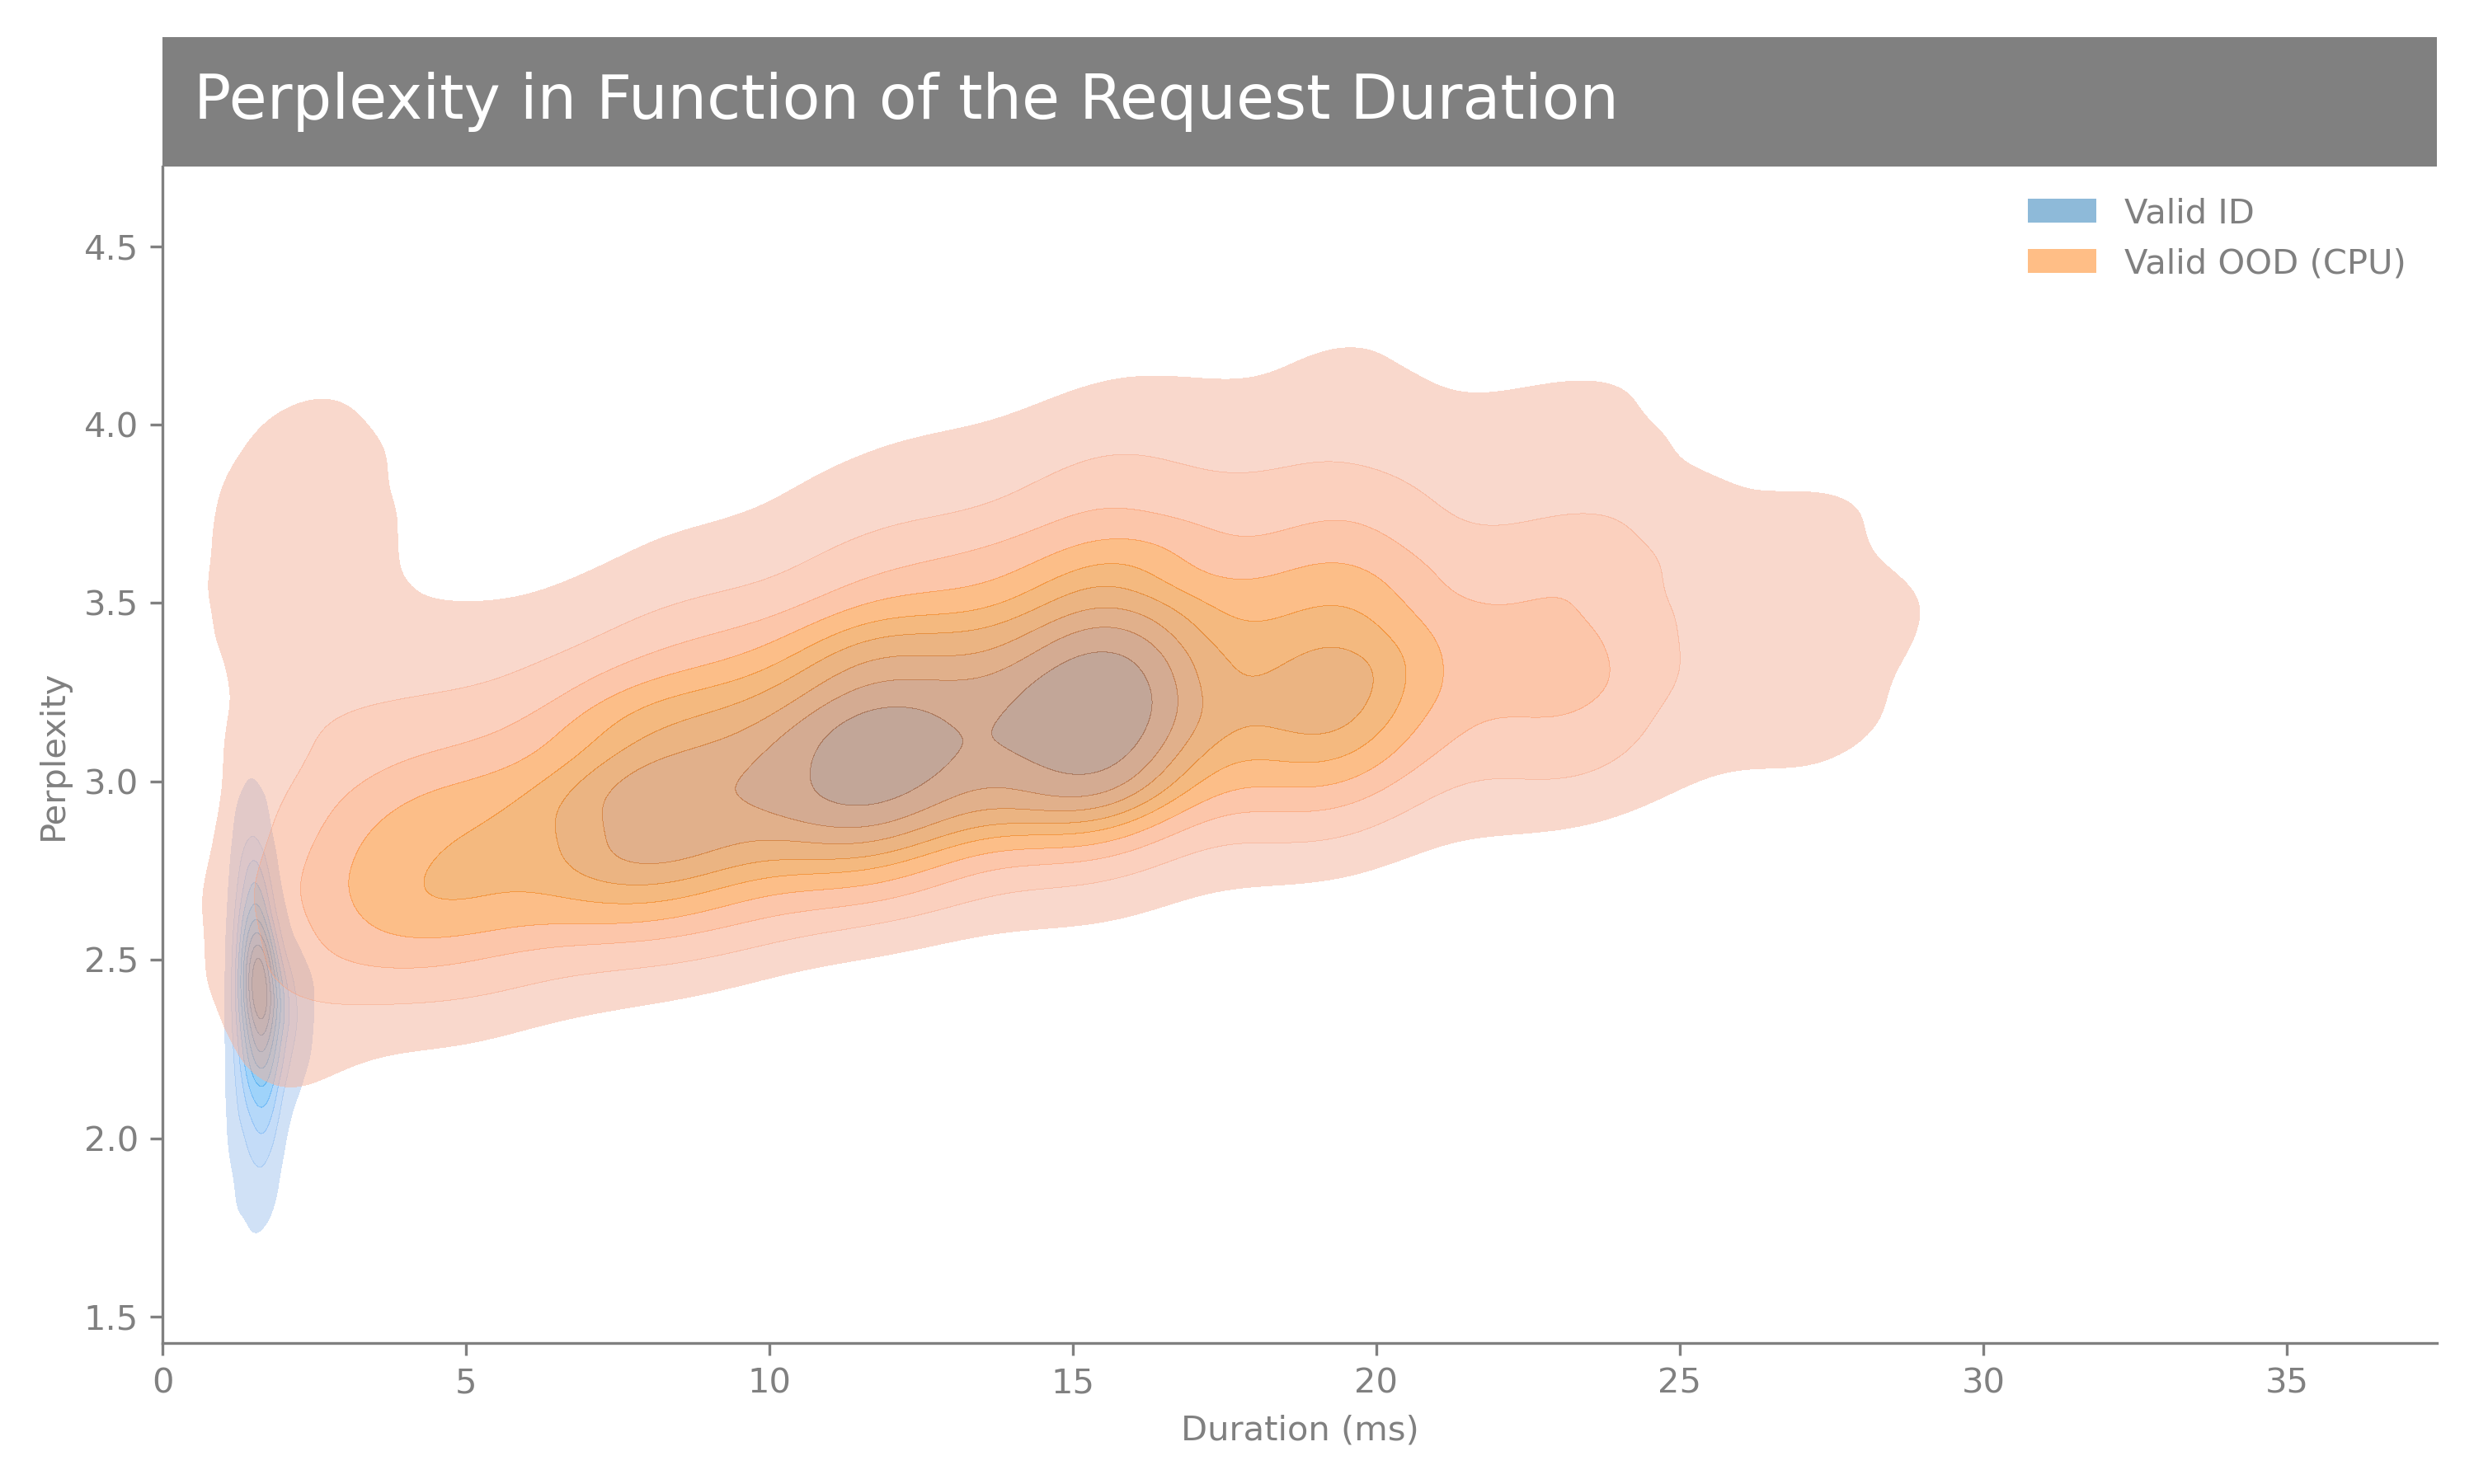 Perplexity in Function of the Request Duration
Valid ID
Valid OOD (CPU)
4.5
4.0
3.5
3.0
2.5
2.0
1.5
Perplexity
0 5 10 15 20 25 30 35
Duration (ms)